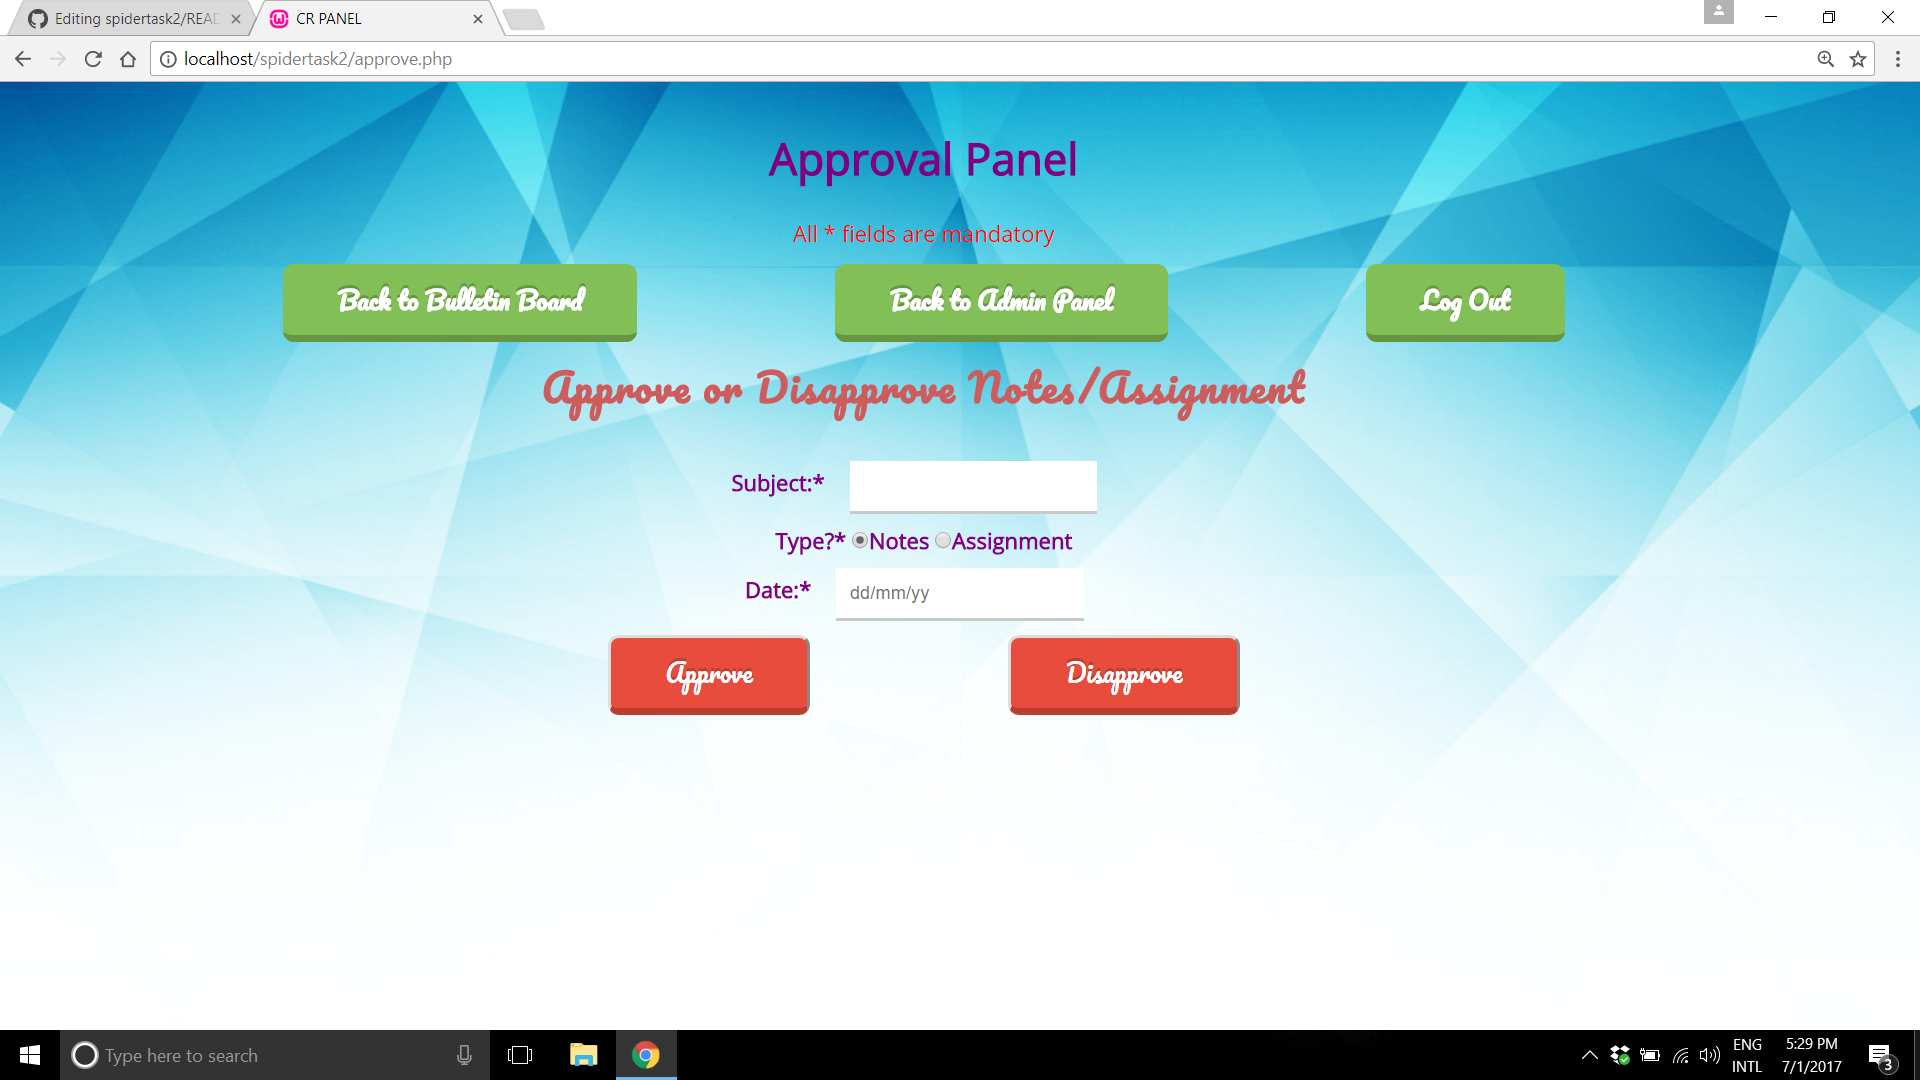 Editing spidertask2/READ
CR PANEL
localhost/spidertask2/approve.php
Approval Panel
All * fields are mandatory
Back to Bulletin Board
Back to Admin Panel
Log Out
Approve or Disapprove Notes/Assignment
Subject:*
Type?* Notes Assignment
Date:* dd/mm/yy
Approve
Disapprove
Type here to search
ENG
INTL
5:29 PM
7/1/2017
3